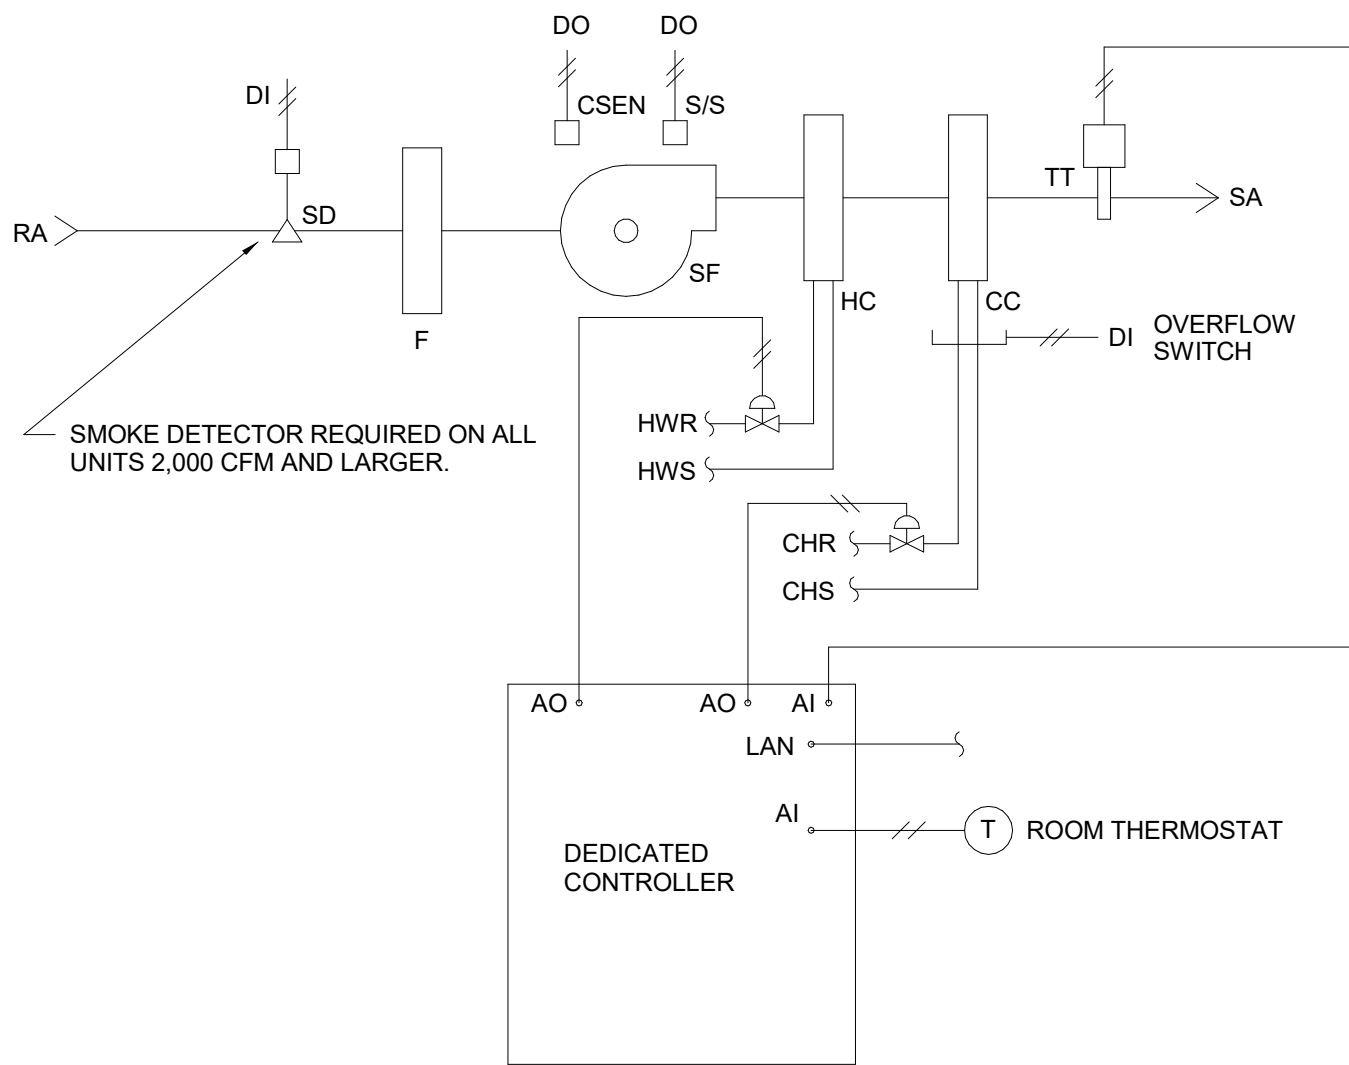 DO
DO
DI
CSEN
S/S
TT
SA
RA
SD
SF
HC
CC
F
DI
OVERFLOW
SWITCH
SMOKE DETECTOR REQUIRED ON ALL
UNITS 2,000 CFM AND LARGER.
HWR
HWS
CHR
CHS
AO
AO
AI
LAN
AI
T
ROOM THERMOSTAT
DEDICATED
CONTROLLER